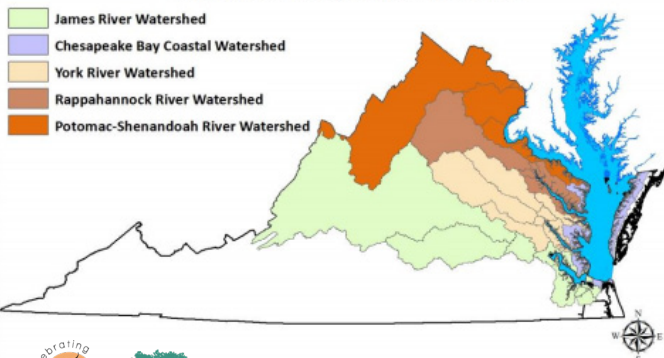 James River Watershed
Chesapeake Bay Coastal Watershed
York River Watershed
Rappahannock River Watershed
Potomac-Shenandoah River Watershed
N
W E